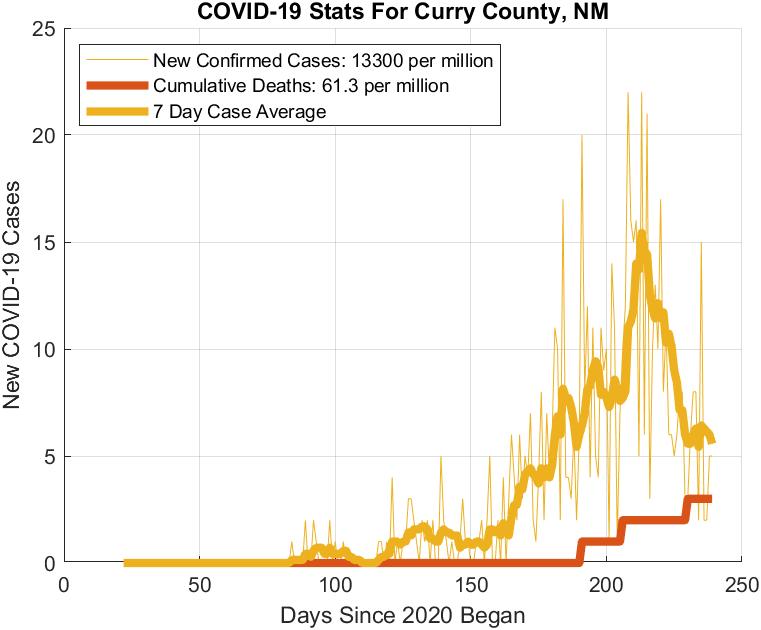 COVID-19 Stats For Curry County, NM
25
20
15
10
5
0
New COVID-19 Cases
New Confirmed Cases: 13300 per million
Cumulative Deaths: 61.3 per million
7 Day Case Average
0 50 100 150 200 250
Days Since 2020 Began